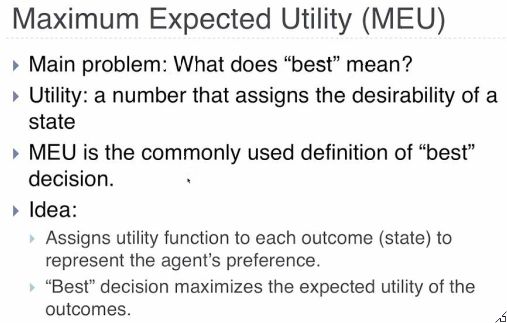 Maximum Expected Utility (MEU)
Main problem: What does “best” mean?
Utility: a number that assigns the desirability of a
state
MEU is the commonly used definition of “best”
decision.
Idea:
Assigns utility function to each outcome (state) to
represent the agent’s preference.
“Best” decision maximizes the expected utility of the
outcomes.